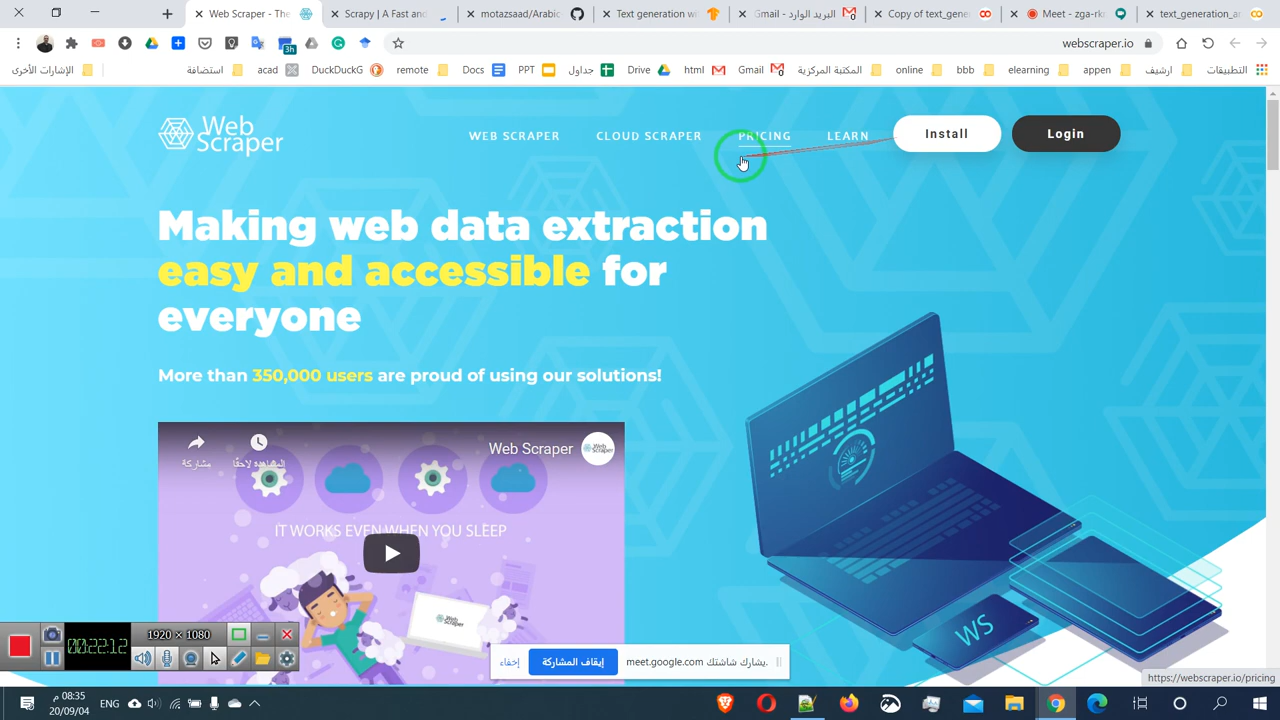 Web Scraper - The
Scrapy | A Fast and
motazsaad/Arabic
Text generation w
Gmail - البريد الوارد
Copy of text_gener
Meet - zga-rk
text_generation_ar
webscraper.io
3h
الإشارات الأخرى
استضافة
acad
DuckDuckG
remote
Docs
PPT
جداول
Drive
html
Gmail
المكتبة المركزية
online
bbb
elearning
appen
ارشيف
التطبيقات
Web Scraper
WEB SCRAPER
CLOUD SCRAPER
PRICING
LEARN
Install
Login
Making web data extraction
easy and accessible for
everyone
More than 350,000 users are proud of using our solutions!
مشاركة
المشاهدة لاحقًا
Web Scraper
IT WORKS EVEN WHEN YOU SLEEP
WS
00:22:12
1920 × 1080
إخفاء
إيقاف المشاركة
يشارك شاشتك meet.google.com.
https://webscraper.io/pricing
08:35 م
20/09/04
ENG